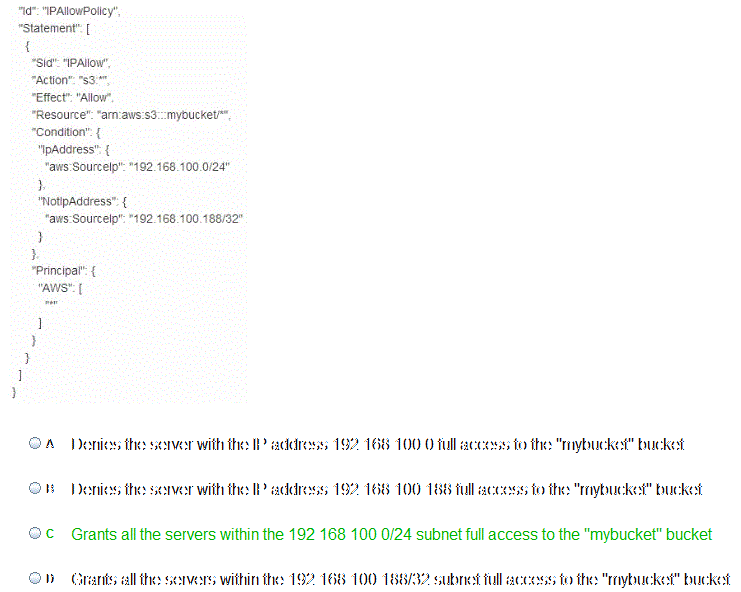 "Id": "IPAllowPolicy",
"Statement": [
{
"Sid": "IPAllow",
"Action": "s3:*",
"Effect": "Allow",
"Resource": "arn:aws:s3:::mybucket/*",
"Condition": {
"IpAddress": {
"aws:SourceIp": "192.168.100.0/24"
},
"NotIpAddress": {
"aws:SourceIp": "192.168.100.188/32"
}
},
"Principal": {
"AWS": [
"*"
]
}
}
]
}
A Denies the server with the IP address 192 168 100 0 full access to the "mybucket" bucket
B Denies the server with the IP address 192 168 100 188 full access to the "mybucket" bucket
C Grants all the servers within the 192 168 100 0/24 subnet full access to the "mybucket" bucket
D Grants all the servers within the 192 168 100 188/32 subnet full access to the "mybucket" bucket